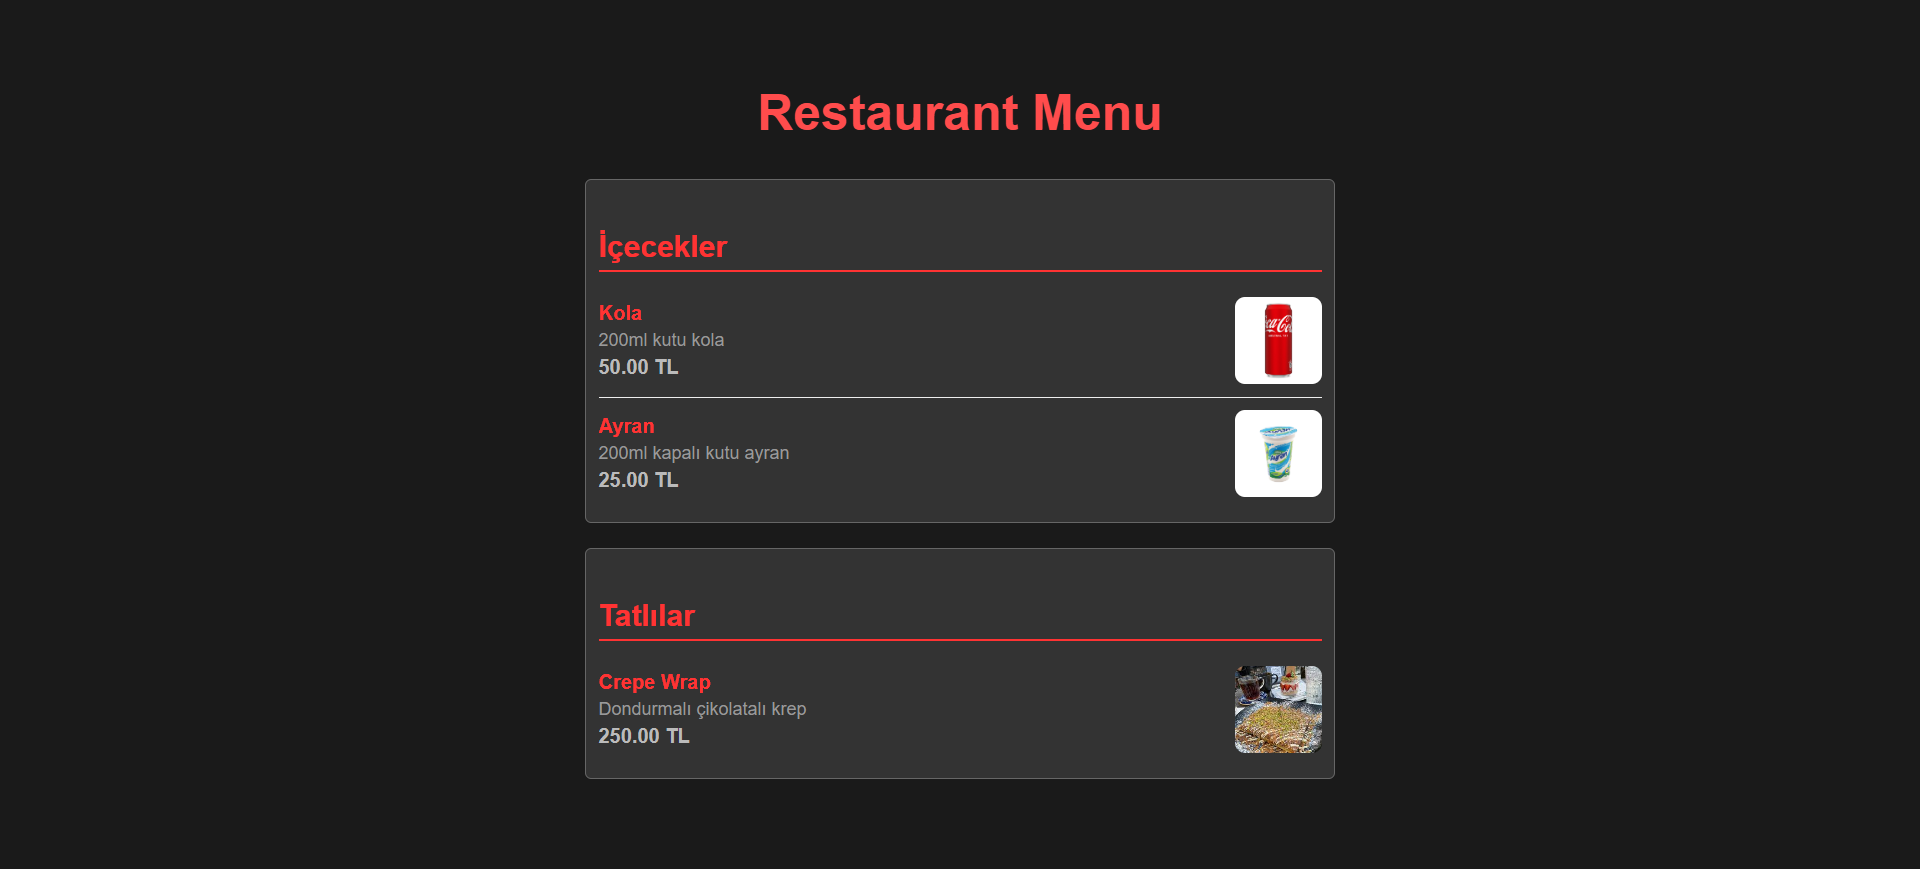 Restaurant Menu
İçecekler
Kola
200ml kutu kola
50.00 TL
Ayran
200ml kapalı kutu ayran
25.00 TL
Tatlılar
Crepe Wrap
Dondurmalı çikolatalı krep
250.00 TL